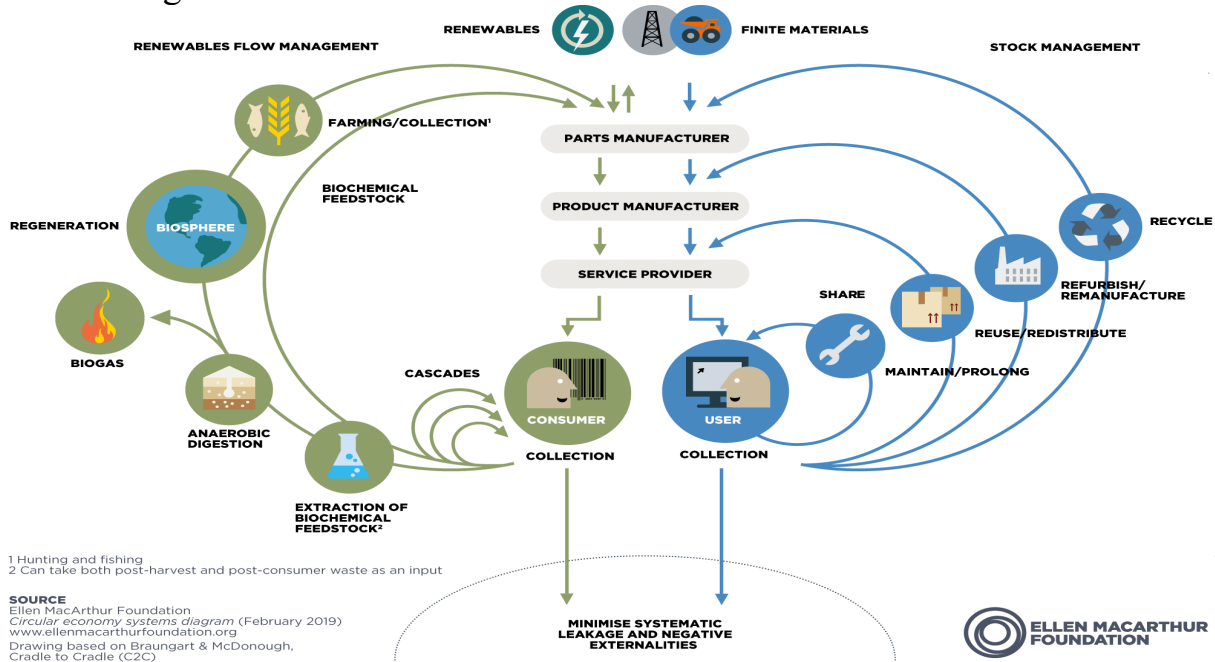 RENEWABLES
FINITE MATERIALS
RENEWABLES FLOW MANAGEMENT
STOCK MANAGEMENT
FARMING/COLLECTION¹
PARTS MANUFACTURER
BIOCHEMICAL
FEEDSTOCK
PRODUCT MANUFACTURER
REGENERATION
BIOSPHERE
RECYCLE
SERVICE PROVIDER
SHARE
REFURBISH/
REMANUFACTURE
REUSE/REDISTRIBUTE
BIOGAS
CASCADES
MAINTAIN/PROLONG
CONSUMER
USER
ANAEROBIC
DIGESTION
COLLECTION
COLLECTION
EXTRACTION OF
BIOCHEMICAL
FEEDSTOCK²
1 Hunting and fishing
2 Can take both post-harvest and post-consumer waste as an input
SOURCE
Ellen MacArthur Foundation
Circular economy systems diagram (February 2019)
www.ellenmacarthurfoundation.org
Drawing based on Braungart & McDonough,
Cradle to Cradle (C2C)
MINIMISE SYSTEMATIC
LEAKAGE AND NEGATIVE
EXTERNALITIES
ELLEN MACARTHUR
FOUNDATION